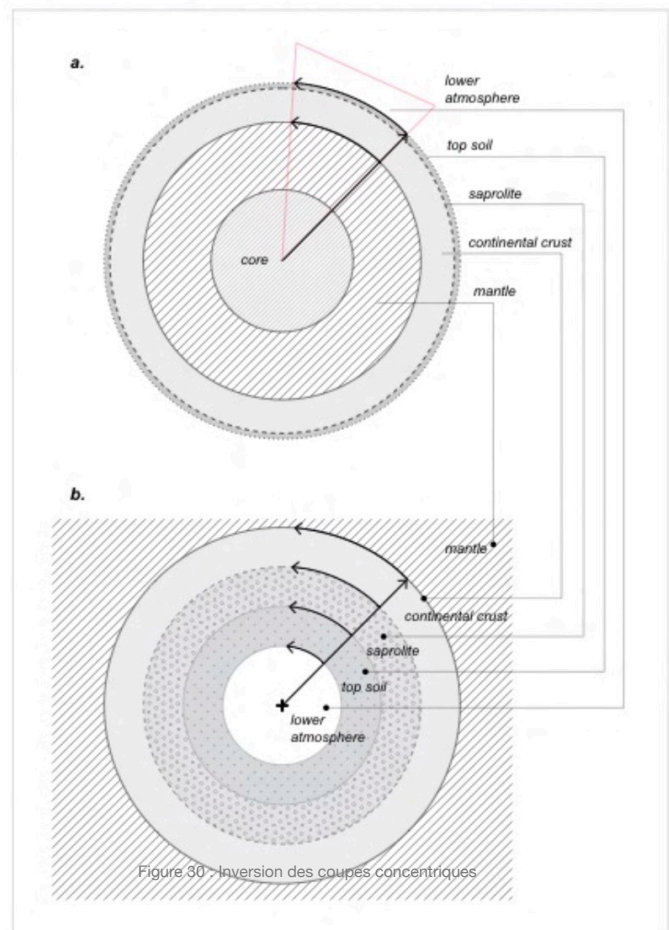 a.
lower
atmosphere
top soil
saprolite
continental crust
mantle
core
b.
mantle
continental crust
saprolite
top soil
lower
atmosphere
Figure 30 : Inversion des coupes concentriques